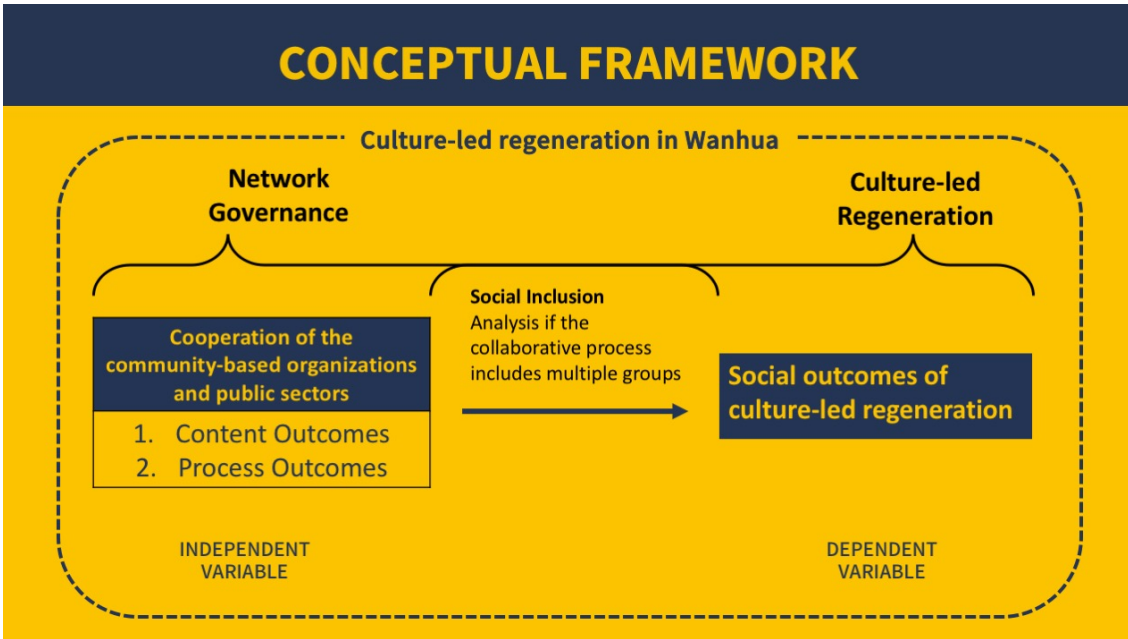 CONCEPTUAL FRAMEWORK
Culture-led regeneration in Wanhua
Network
Governance
Culture-led
Regeneration
Social Inclusion
Analysis if the
collaborative process
includes multiple groups
Cooperation of the
community-based organizations
and public sectors
1. Content Outcomes
2. Process Outcomes
Social outcomes of
culture-led regeneration
INDEPENDENT
VARIABLE
DEPENDENT
VARIABLE